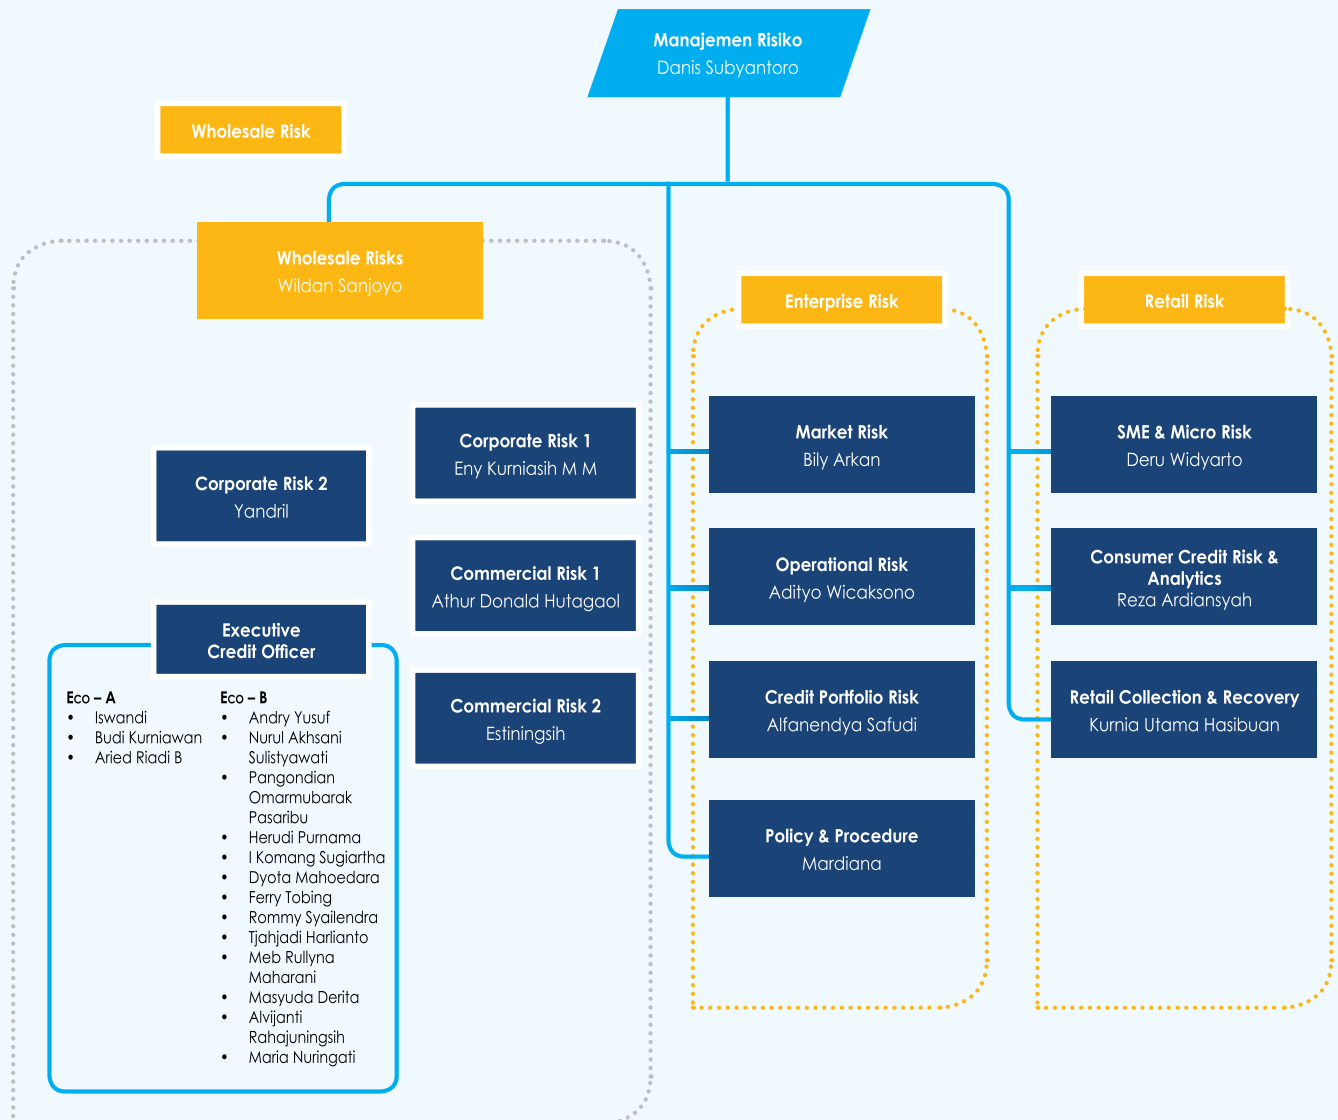 Manajemen Risiko
Danis Subyantoro
Wholesale Risk
Wholesale Risks
Wildan Sanjoyo
Corporate Risk 2
Yandril
Corporate Risk 1
Eny Kurniasih M M
Commercial Risk 1
Athur Donald Hutagaol
Commercial Risk 2
Estiningsih
Executive
Credit Officer
Eco – A
• Iswandi
• Budi Kurniawan
• Aried Riadi B
Eco – B
• Andry Yusuf
• Nurul Akhsani
Sulistyawati
• Pangondian
Omarmubarak
Pasaribu
• Herudi Purnama
• I Komang Sugiartha
• Dyota Mahoedara
• Ferry Tobing
• Rommy Syailendra
• Tjahjadi Harlianto
• Meb Rullyna
Maharani
• Masyuda Derita
• Alvijanti
Rahajuningsih
• Maria Nuringati
Enterprise Risk
Market Risk
Bily Arkan
Operational Risk
Adityo Wicaksono
Credit Portfolio Risk
Alfanendya Safudi
Policy & Procedure
Mardiana
Retail Risk
SME & Micro Risk
Deru Widyarto
Consumer Credit Risk &
Analytics
Reza Ardiansyah
Retail Collection & Recovery
Kurnia Utama Hasibuan